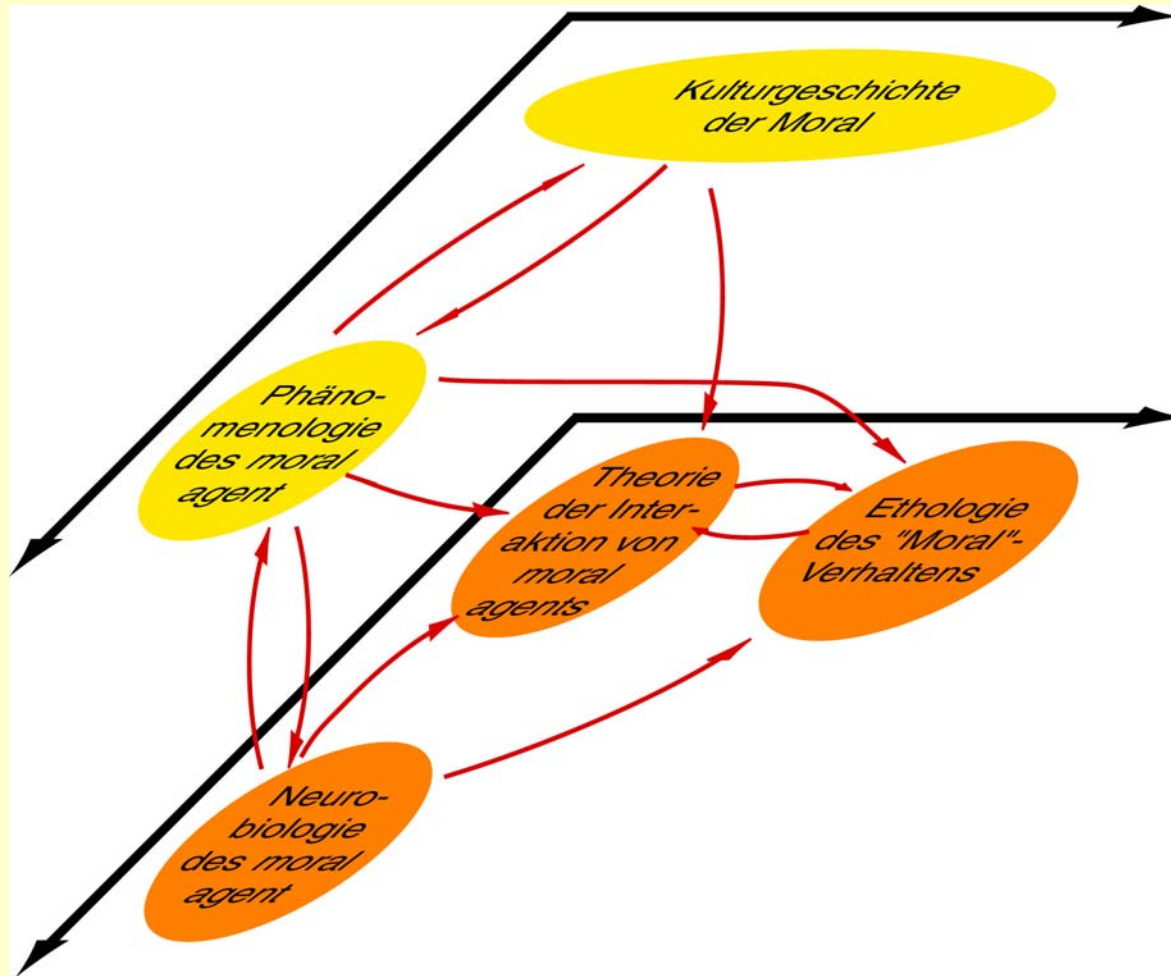 Kulturgeschichte
der Moral
Phäno-
menologie
des moral
agent
Theorie
der Inter-
aktion von
moral
agents
Ethologie
des "Moral"-
Verhaltens
Neuro-
biologie
des moral
agent